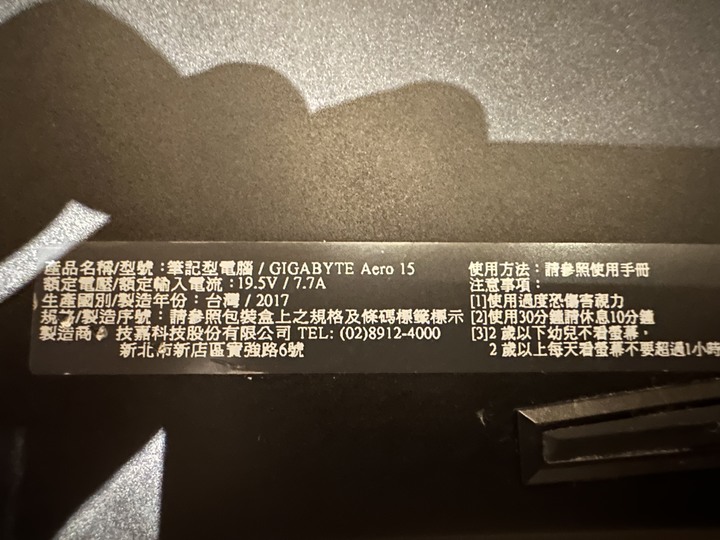 產品名稱/型號：筆記型電腦 / GIGABYTE Aero 15
額定電壓/額定輸入電流：19.5V / 7.7A
生產國別/製造年份：台灣 / 2017
規格/製造序號：請參照包裝盒上之規格及條碼標籤標示
製造商：技嘉科技股份有限公司 TEL: (02)8912-4000
新北市新店區寶強路6號
使用方法：請參照使用手冊
注意事項：
[1]使用過度恐傷害視力
[2]使用30分鐘請休息10分鐘
[3]2 歲以下幼兒不看螢幕，
2 歲以上每天看螢幕不要超過1小時